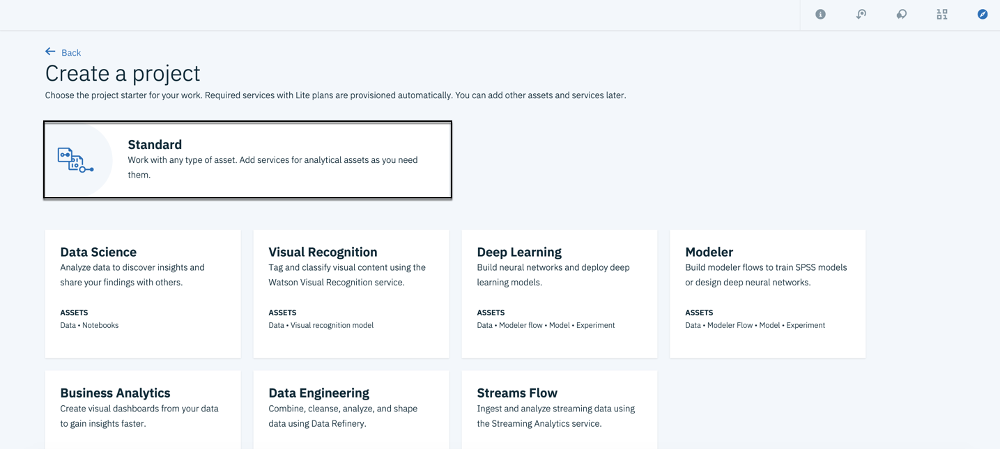 Back
Create a project
Choose the project starter for your work. Required services with Lite plans are provisioned automatically. You can add other assets and services later.
Standard
Work with any type of asset. Add services for analytical assets as you need
them.
Data Science
Analyze data to discover insights and
share your findings with others.
ASSETS
Data • Notebooks
Visual Recognition
Tag and classify visual content using the
Watson Visual Recognition service.
ASSETS
Data • Visual recognition model
Deep Learning
Build neural networks and deploy deep
learning models.
ASSETS
Data • Modeler flow • Model • Experiment
Modeler
Build modeler flows to train SPSS models
or design deep neural networks.
ASSETS
Data • Modeler Flow • Model • Experiment
Business Analytics
Create visual dashboards from your data
to gain insights faster.
Data Engineering
Combine, cleanse, analyze, and shape
data using Data Refinery.
Streams Flow
Ingest and analyze streaming data using
the Streaming Analytics service.